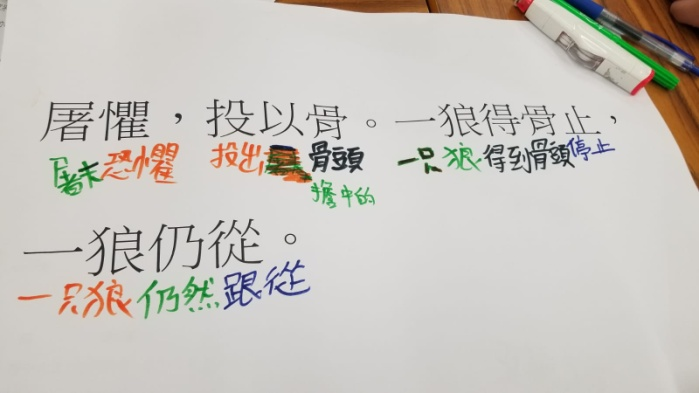 屠懼，投以骨。一狼得骨止，
恐懼 投出 骨頭 一只狼得到骨頭停止
擔中的
一狼仍從。
一只狼仍然跟從